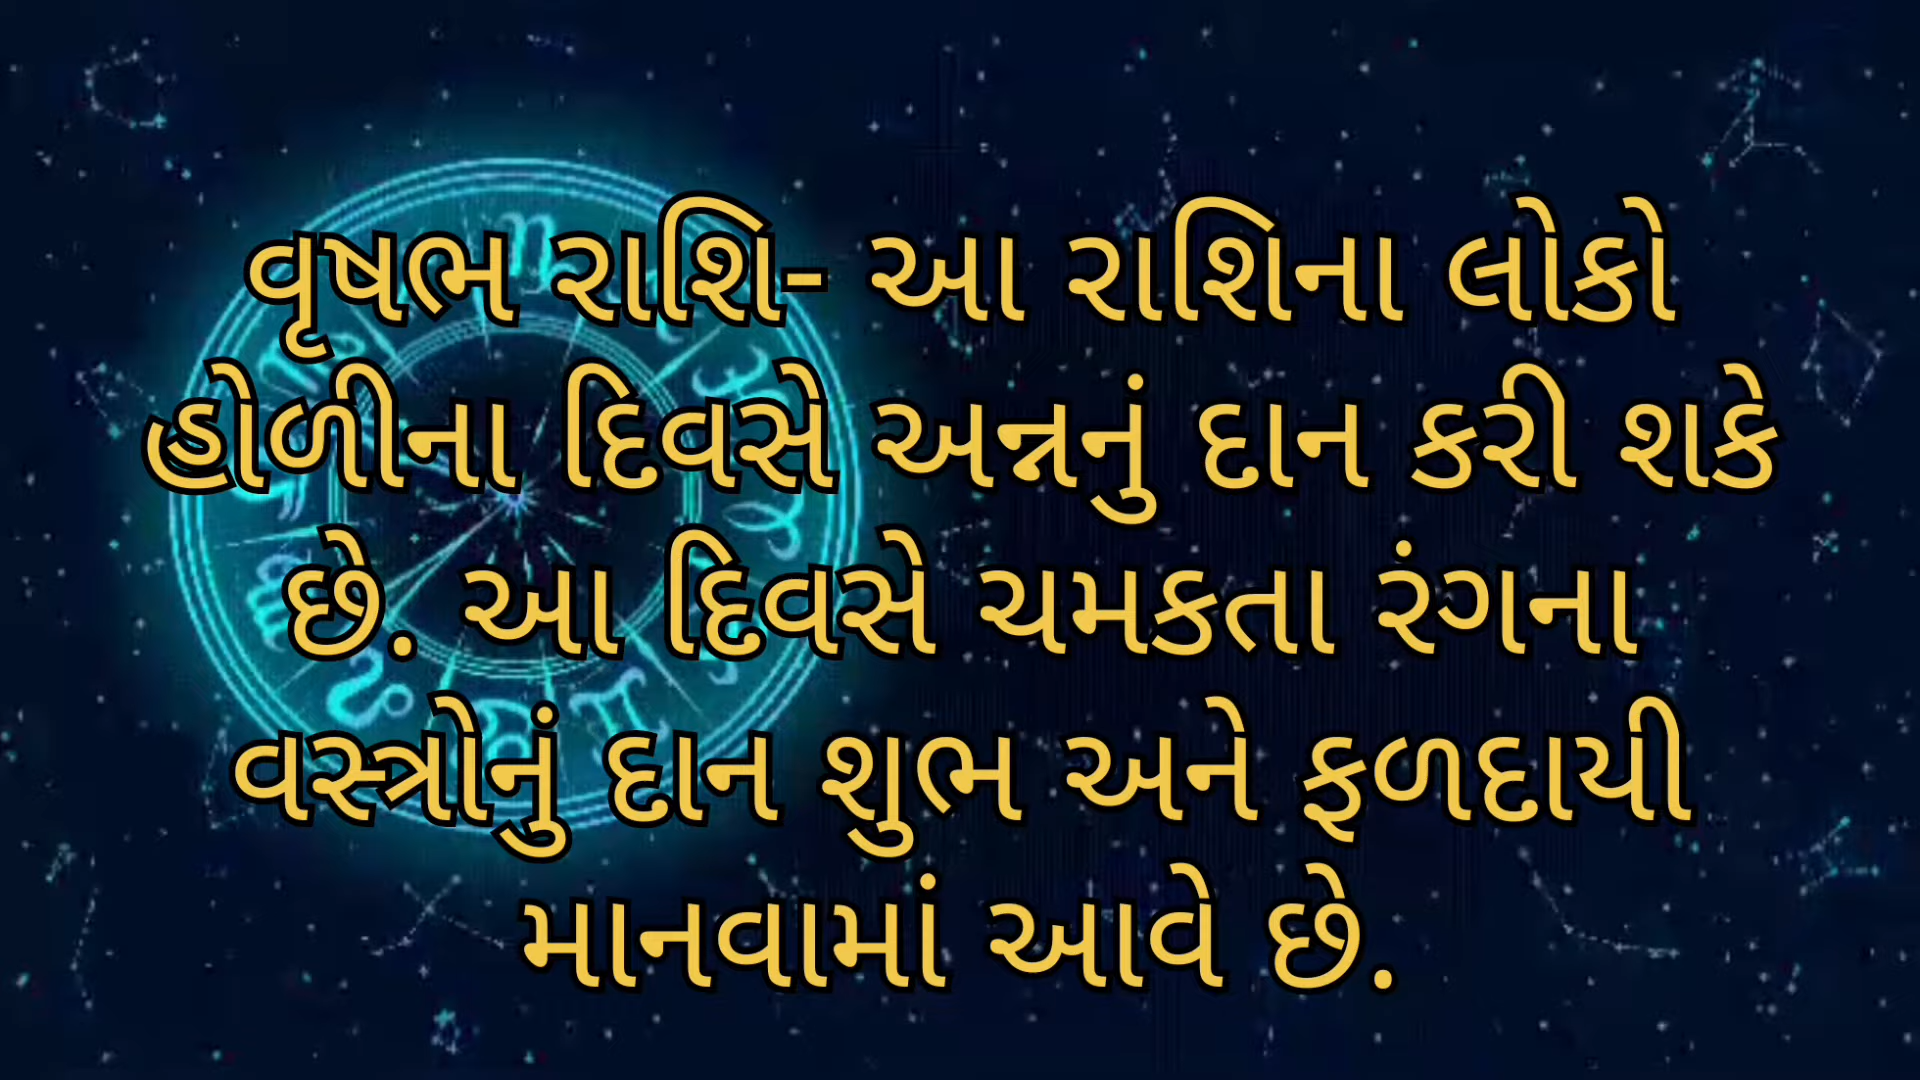 વૃષભ રાશિ- આ રાશિના લોકો
હોળીના દિવસે અન્નનું દાન કરી શકે
છે. આ દિવસે ચમકતા રંગના
વસ્ત્રોનું દાન શુભ અને ફળદાયી
માનવામાં આવે છે.